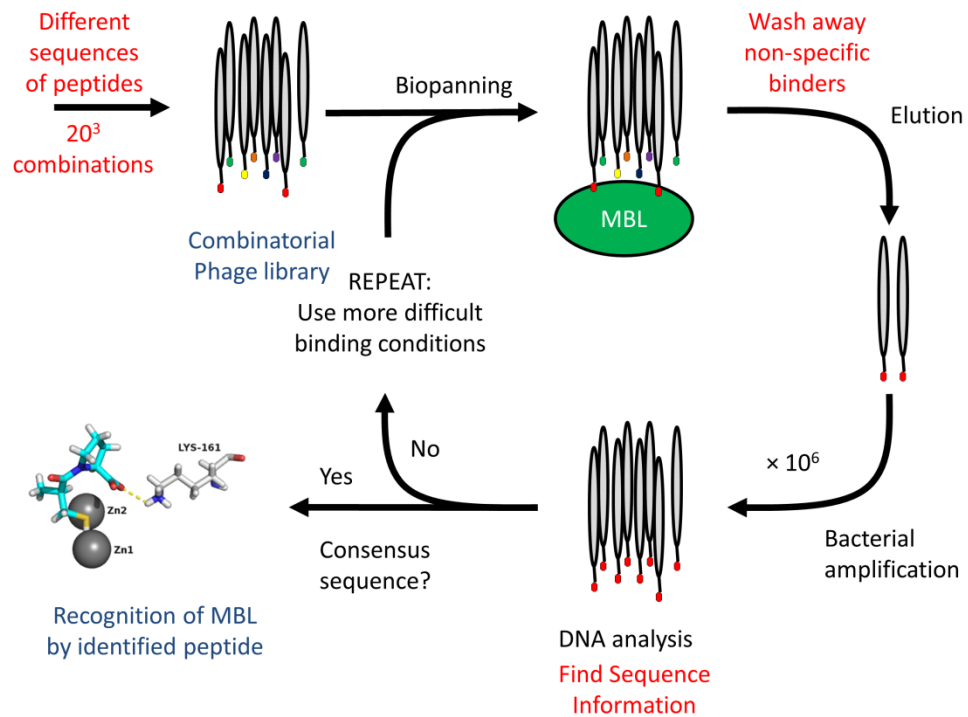 Different
sequences
of peptides
20³
combinations
Combinatorial
Phage library
Biopanning
MBL
Wash away
non-specific
binders
Elution
× 10⁶
Bacterial
amplification
DNA analysis
Find Sequence
Information
Consensus
sequence?
No
Yes
REPEAT:
Use more difficult
binding conditions
LYS-161
Zn2
Zn1
Recognition of MBL
by identified peptide